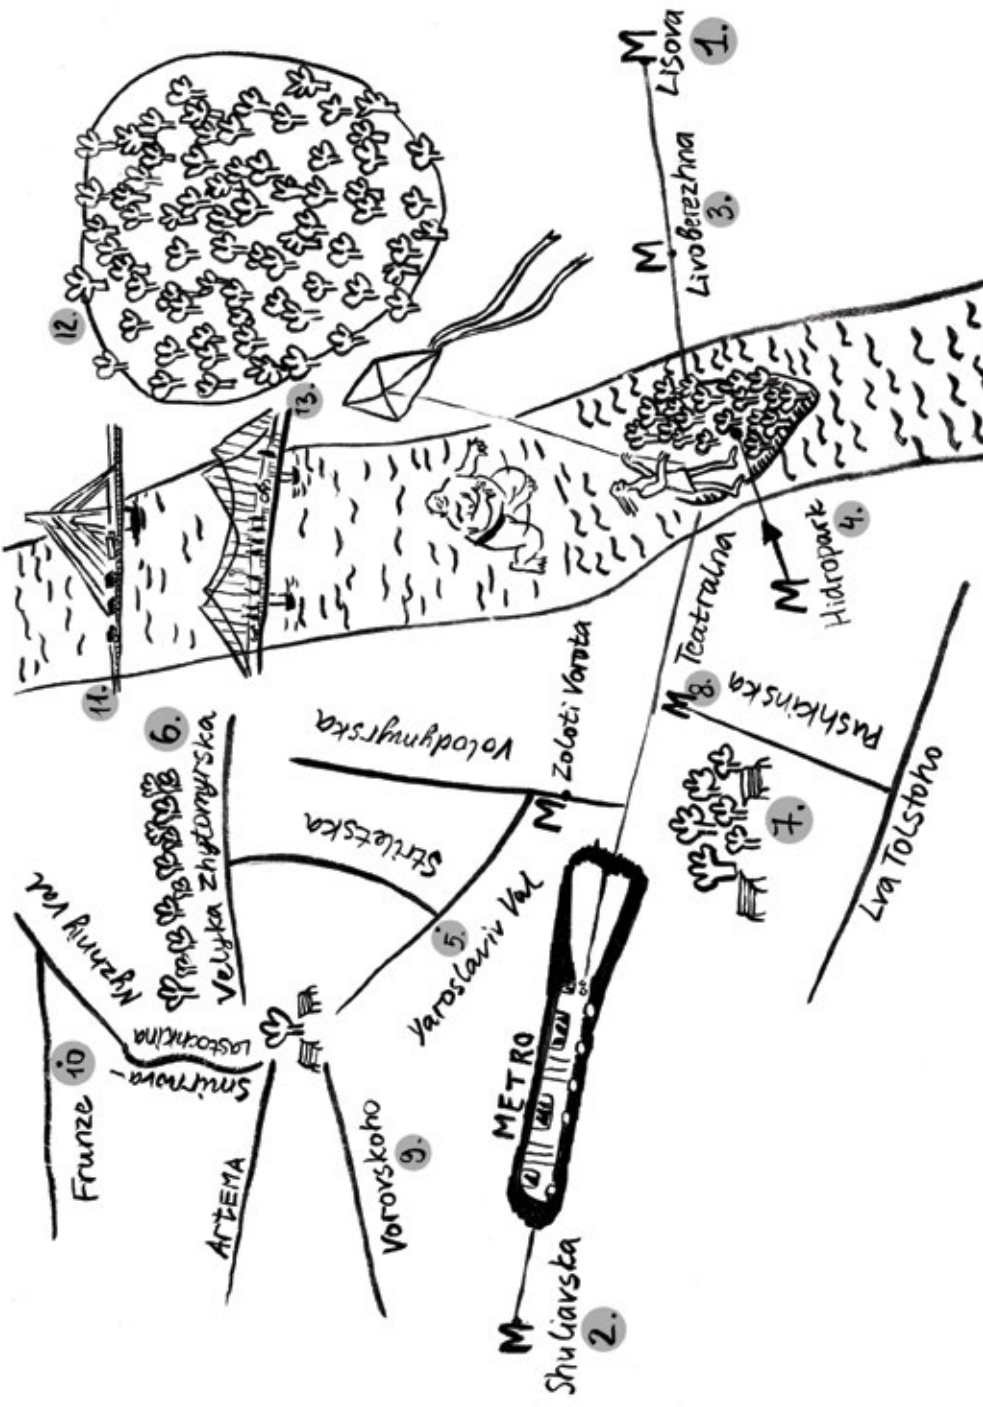 Frunze 10
Nyzhniy Val
11.
12.
Smirnova-
Lastochkina
6.
Velyka Zhytomyrska
ARTEMA
13.
Striletska
Volodymyrska
Vorovskoho
9.
Yaroslaviv Val
5.
METRO
M
Shuliavska
2.
M Zoloti Vorota
M Teatralna
8.
Pushkinska
7.
Lva Tolstoho
M
Hidropark
4.
M
Livoberezhna
3.
M
Lisova
1.